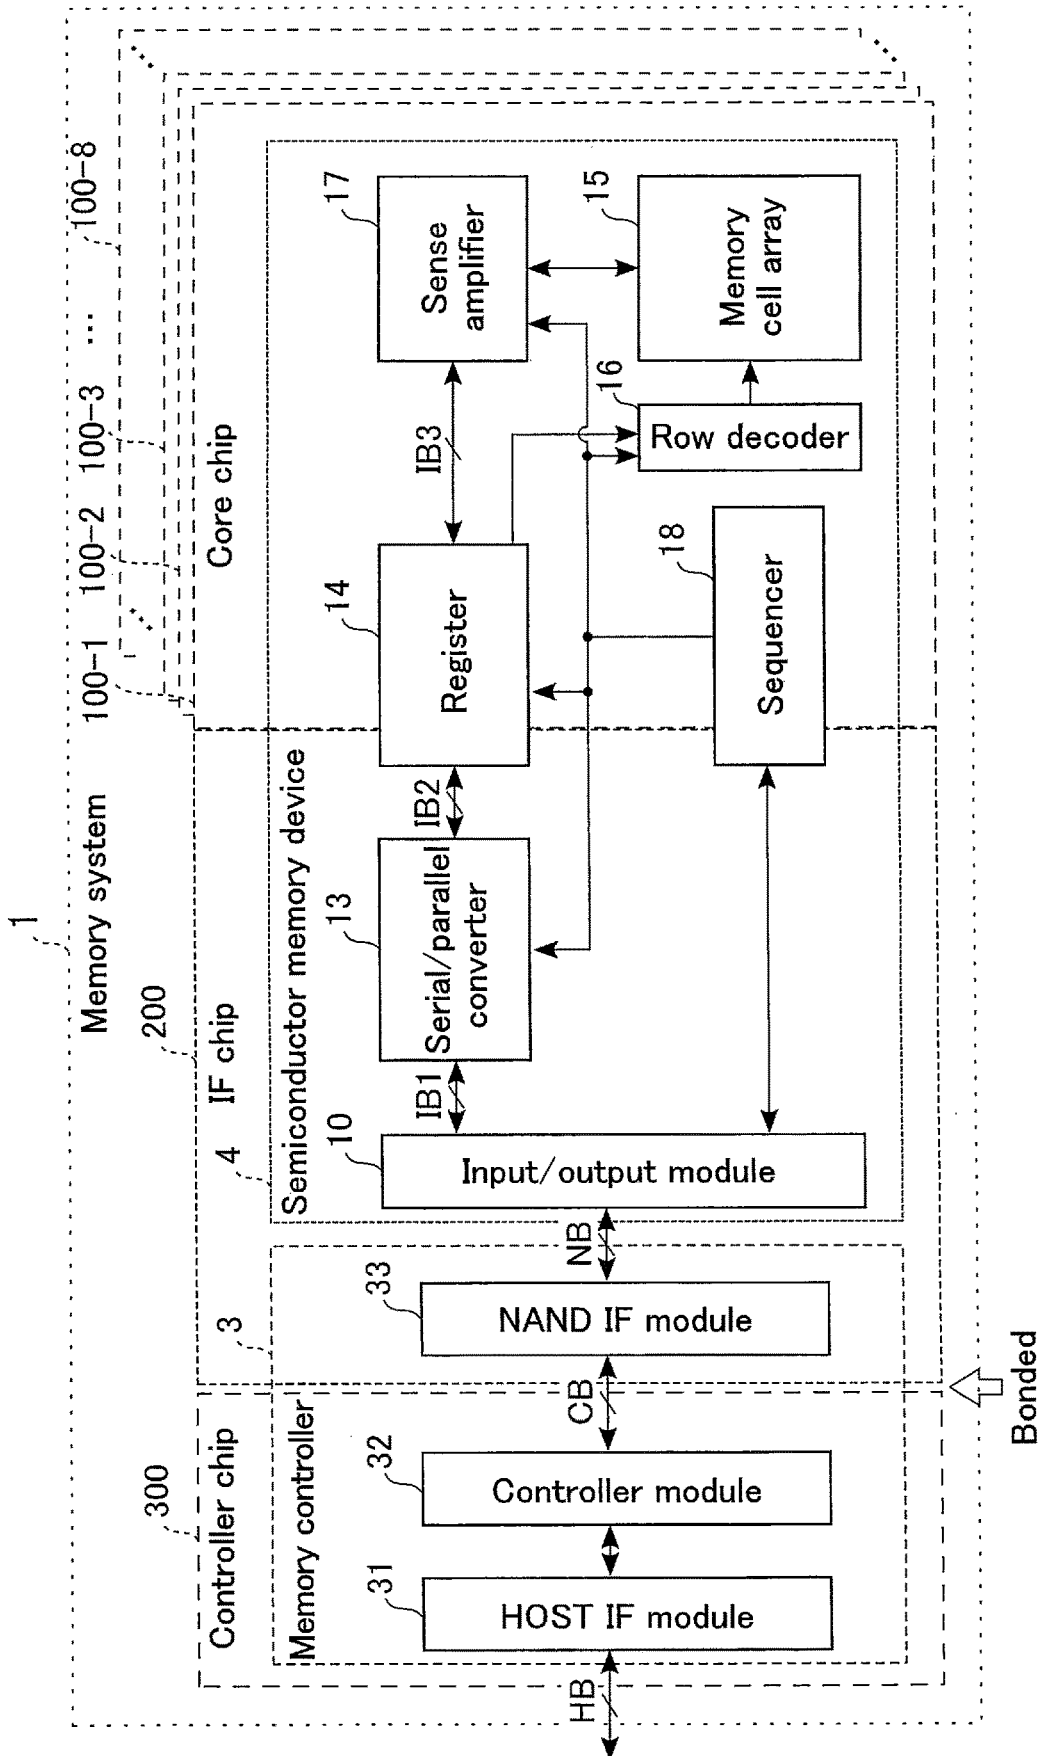 1
Memory system
300
Controller chip
Memory controller
3
HB
31
HOST IF module
32
Controller module
CB
33
NAND IF module
NB
Bonded
200
IF chip
4
Semiconductor memory device
10
Input/output module
IB1
13
Serial/parallel
converter
IB2
14
Register
IB3
17
Sense
amplifier
18
Sequencer
16
Row decoder
15
Memory
cell array
Core chip
100-1
100-2
100-3
...
100-8